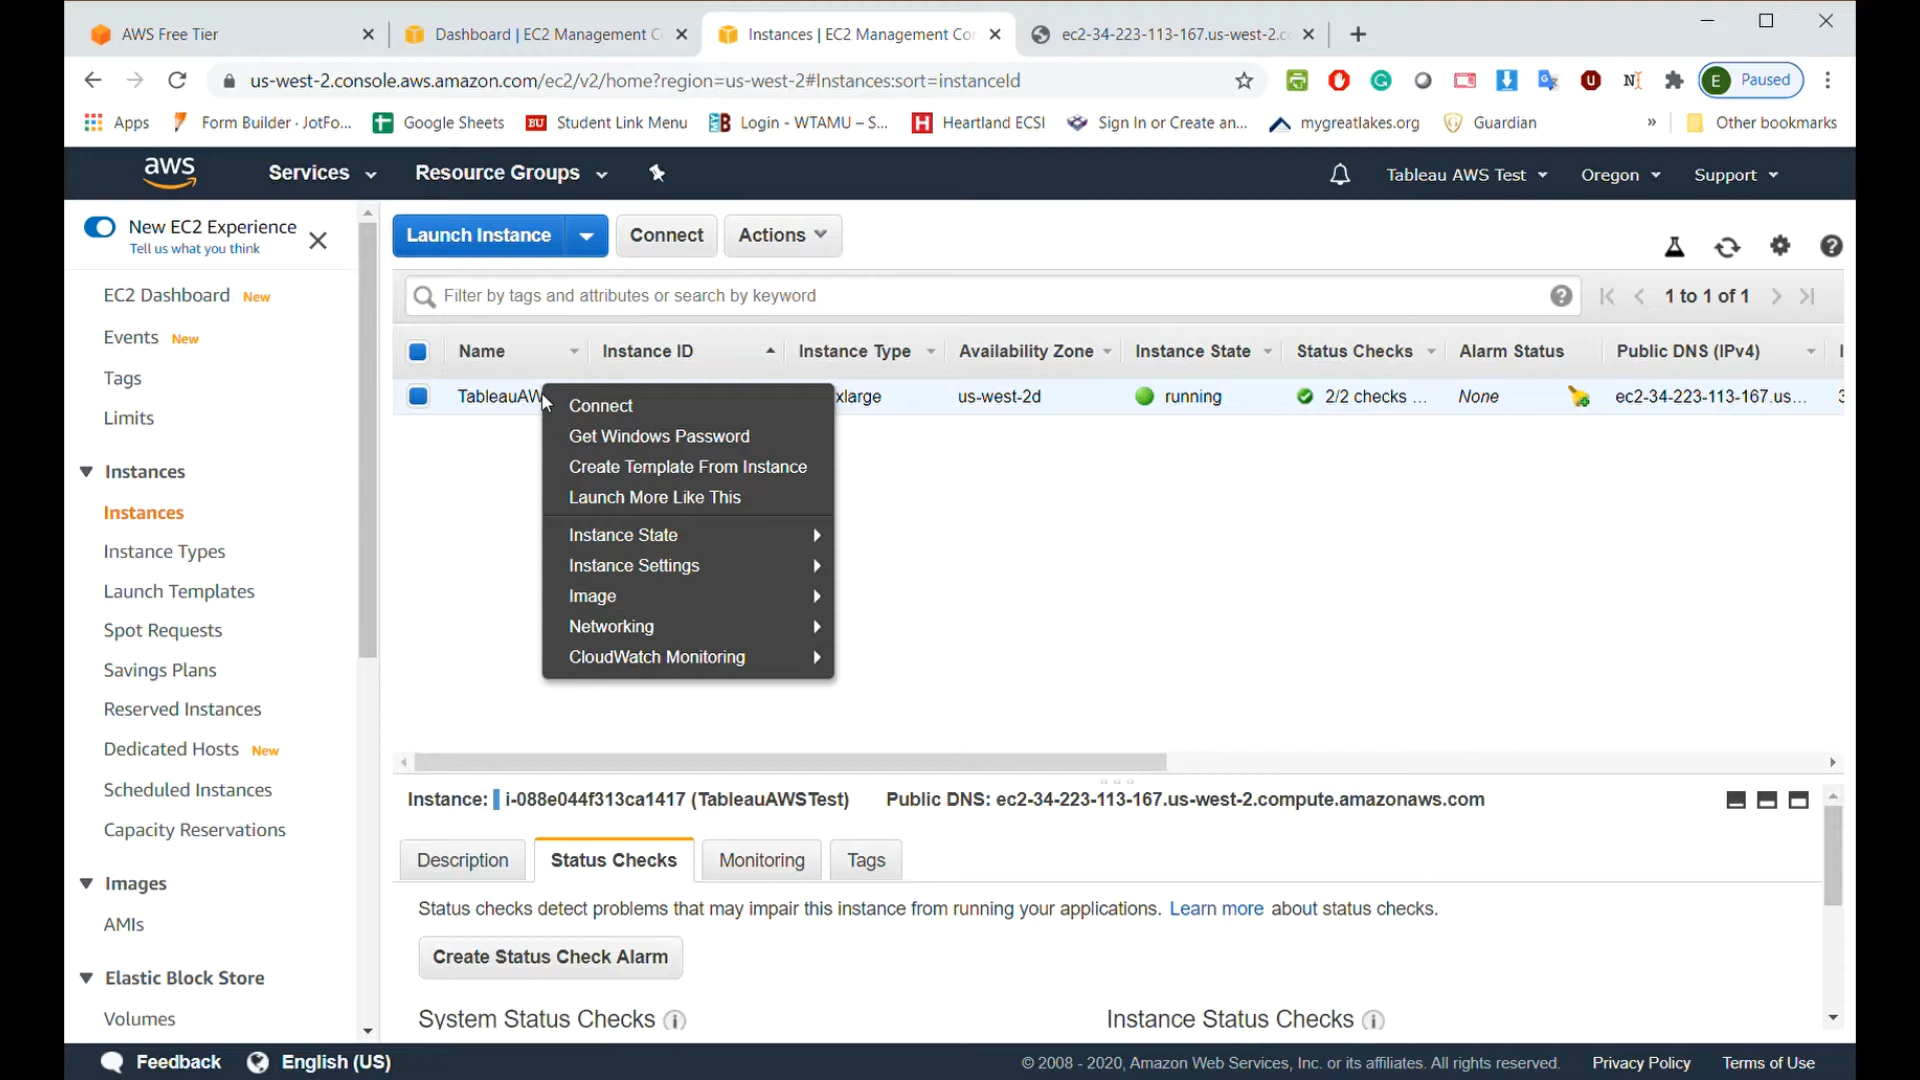 AWS Free Tier
Dashboard | EC2 Management C
Instances | EC2 Management Con
ec2-34-223-113-167.us-west-2.c
us-west-2.console.aws.amazon.com/ec2/v2/home?region=us-west-2#Instances:sort=instanceId
E Paused
Apps
Form Builder · JotFo...
Google Sheets
BU Student Link Menu
Login - WTAMU – S...
H Heartland ECSI
Sign In or Create an...
mygreatlakes.org
Guardian
»
Other bookmarks
aws
Services
Resource Groups
Tableau AWS Test
Oregon
Support
New EC2 Experience
Tell us what you think
EC2 Dashboard New
Events New
Tags
Limits
Instances
Instances
Instance Types
Launch Templates
Spot Requests
Savings Plans
Reserved Instances
Dedicated Hosts New
Scheduled Instances
Capacity Reservations
Images
AMIs
Elastic Block Store
Volumes
Launch Instance
Connect
Actions
Filter by tags and attributes or search by keyword
1 to 1 of 1
Name Instance ID Instance Type Availability Zone Instance State Status Checks Alarm Status Public DNS (IPv4)
TableauAW xlarge us-west-2d running 2/2 checks ... None ec2-34-223-113-167.us...
Connect
Get Windows Password
Create Template From Instance
Launch More Like This
Instance State
Instance Settings
Image
Networking
CloudWatch Monitoring
Instance: i-088e044f313ca1417 (TableauAWSTest) Public DNS: ec2-34-223-113-167.us-west-2.compute.amazonaws.com
Description
Status Checks
Monitoring
Tags
Status checks detect problems that may impair this instance from running your applications. Learn more about status checks.
Create Status Check Alarm
System Status Checks
Instance Status Checks
Feedback
English (US)
© 2008 - 2020, Amazon Web Services, Inc. or its affiliates. All rights reserved.
Privacy Policy
Terms of Use